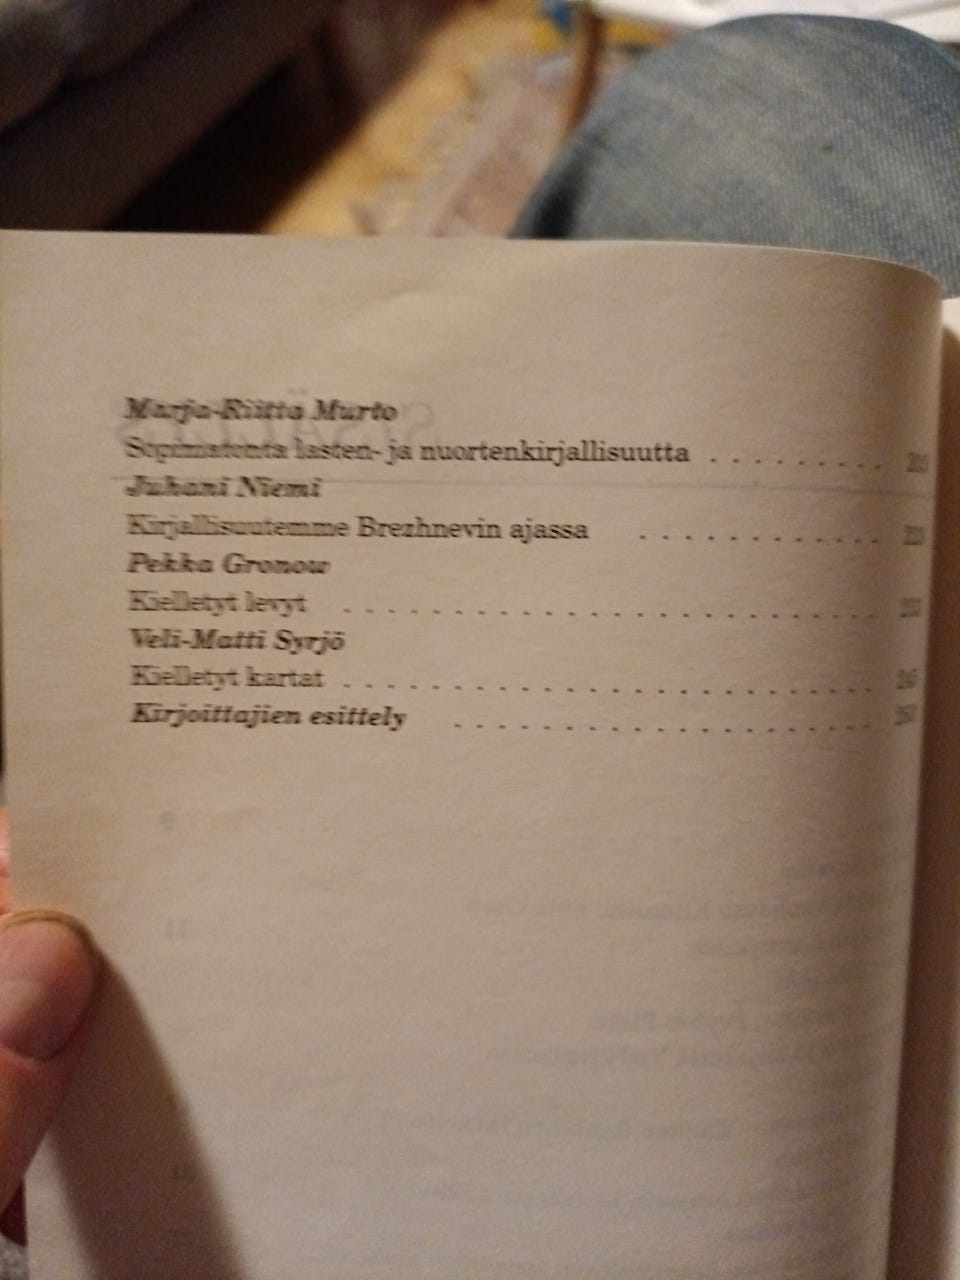 Marja-Riitta Murto
Sopimatonta lasten- ja nuortenkirjallisuutta . . . . . . . .
Juhani Niemi
Kirjallisuutemme Brezhnevin ajassa . . . . . . . . .
Pekka Gronow
Kielletyt levyt . . . . . . . . . . . . . . . . . . .
Veli-Matti Syrjö
Kielletyt kartat . . . . . . . . . . . . . . . . . . .
Kirjoittajien esittely . . . . . . . . . . . . . . .